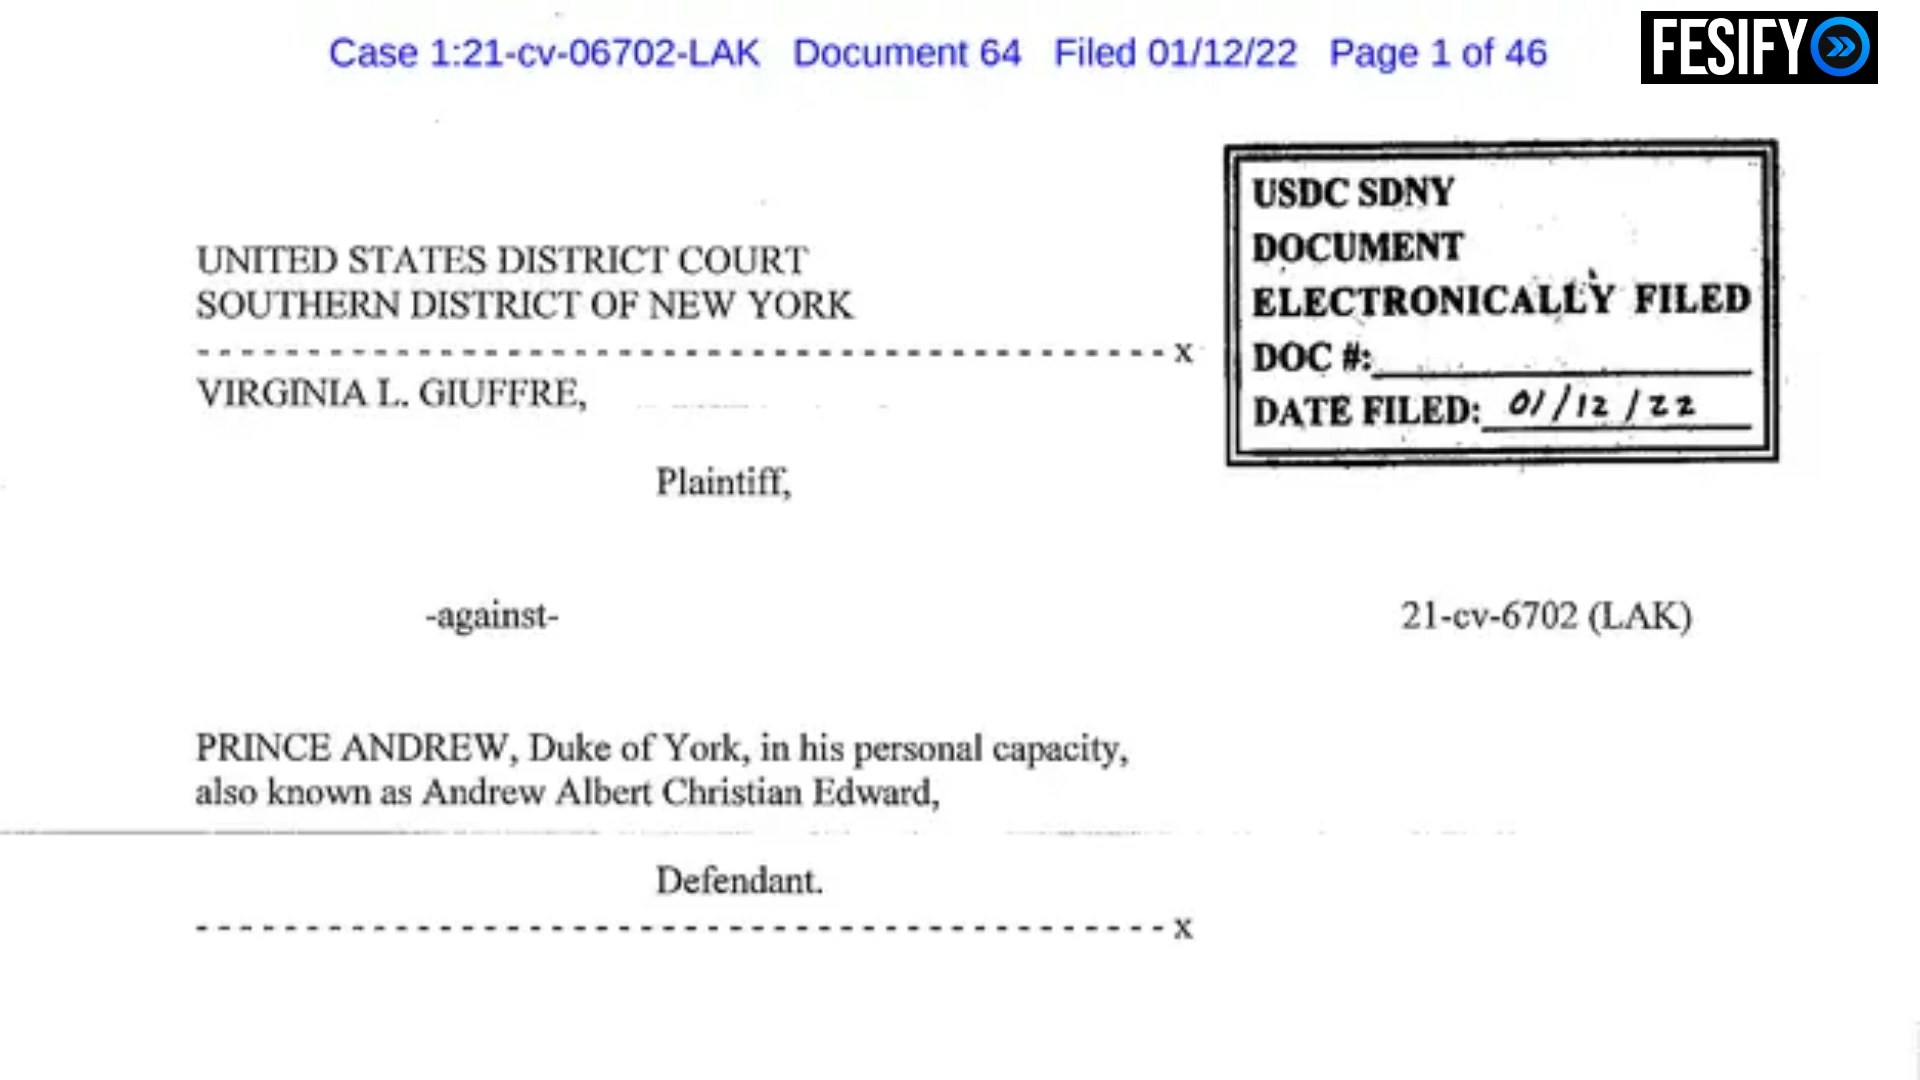 Case 1:21-cv-06702-LAK Document 64 Filed 01/12/22 Page 1 of 46
FESIFY
USDC SDNY
DOCUMENT
ELECTRONICALLY FILED
DOC #:
DATE FILED: 01/12/22
UNITED STATES DISTRICT COURT
SOUTHERN DISTRICT OF NEW YORK
- - - - - - - - - - - - - - - - - - - - - - - - - - - - - - - - - - - - - - - - - - - - x
VIRGINIA L. GIUFFRE,
Plaintiff,
-against-
21-cv-6702 (LAK)
PRINCE ANDREW, Duke of York, in his personal capacity,
also known as Andrew Albert Christian Edward,
Defendant.
- - - - - - - - - - - - - - - - - - - - - - - - - - - - - - - - - - - - - - - - - - - - x